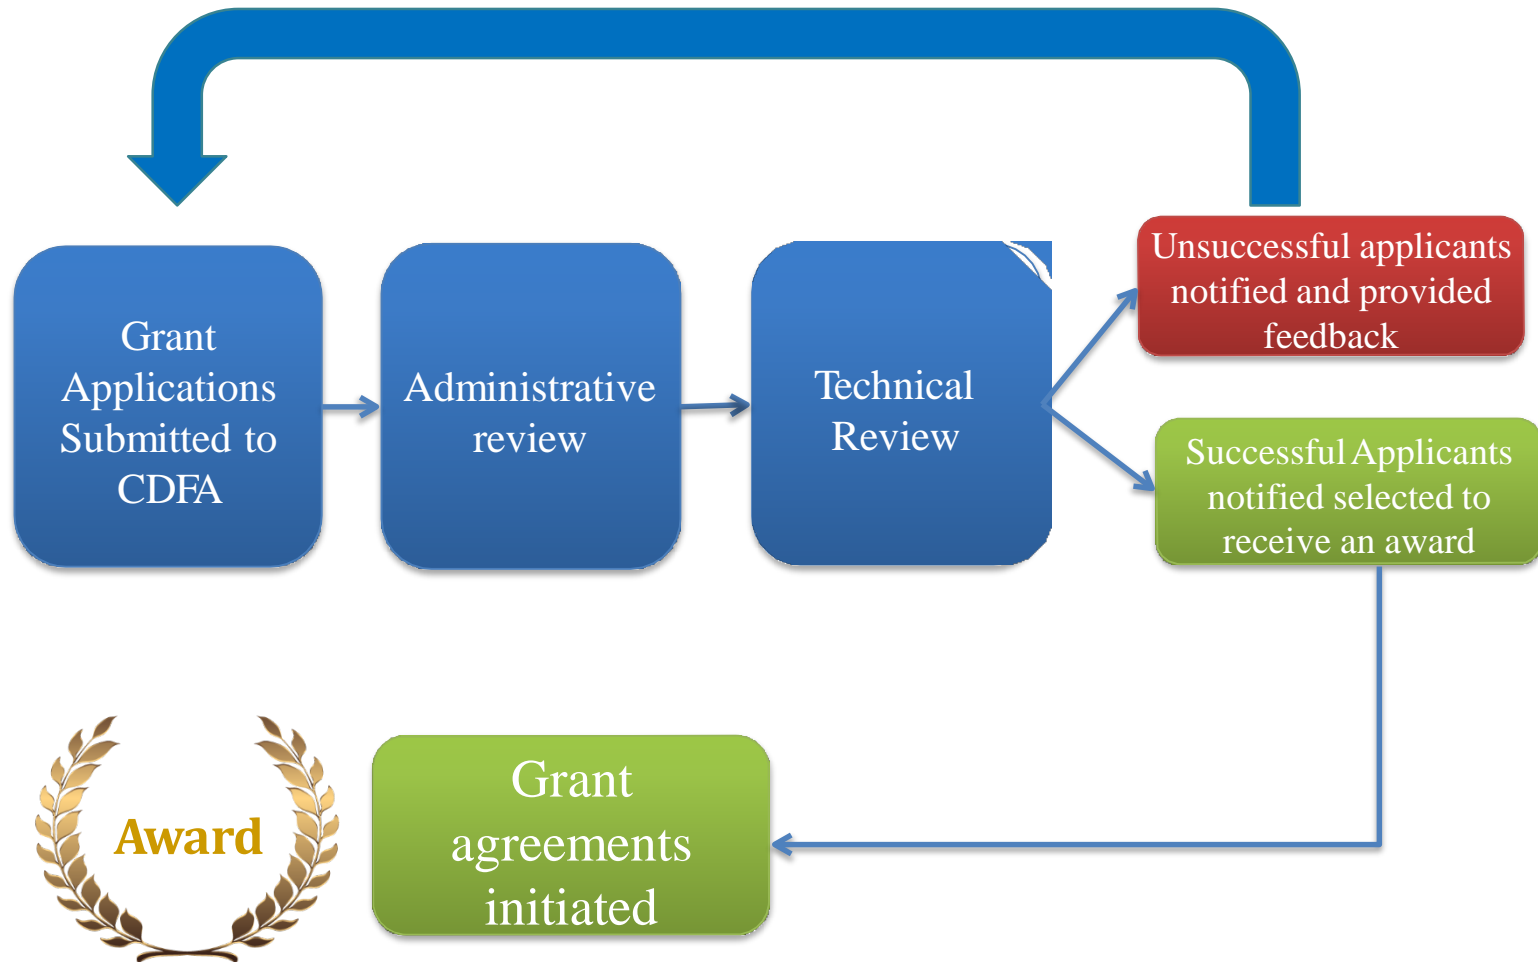 Grant
Applications
Submitted to
CDFA
Administrative
review
Technical
Review
Unsuccessful applicants
notified and provided
feedback
Successful Applicants
notified selected to
receive an award
Grant
agreements
initiated
Award